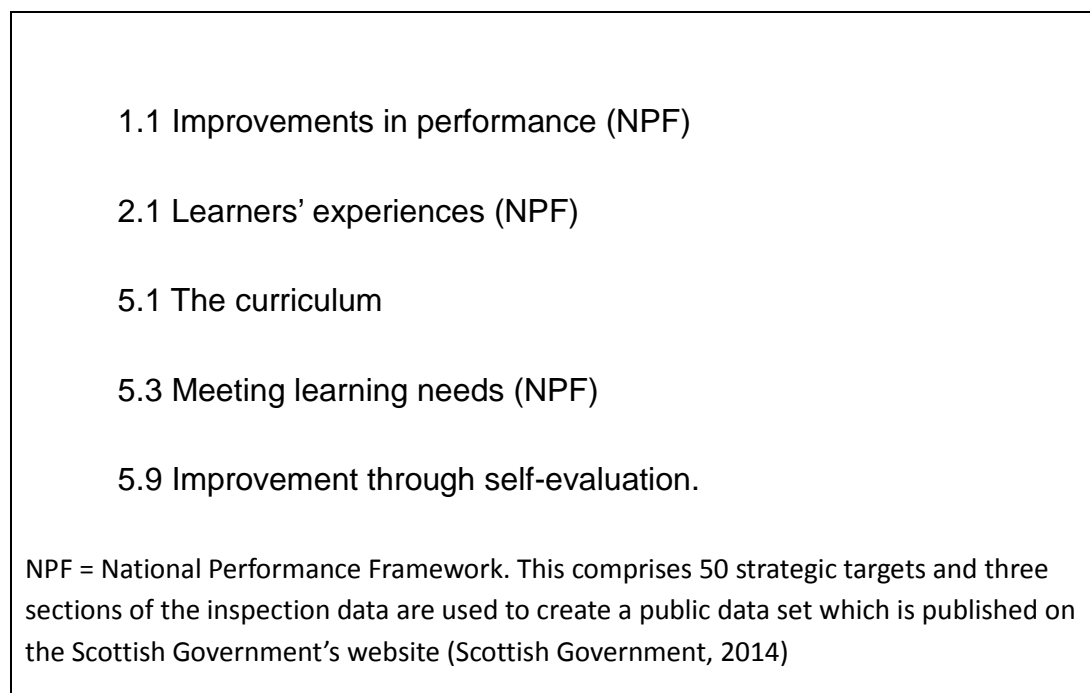 1.1 Improvements in performance (NPF)
2.1 Learners’ experiences (NPF)
5.1 The curriculum
5.3 Meeting learning needs (NPF)
5.9 Improvement through self-evaluation.
NPF = National Performance Framework. This comprises 50 strategic targets and three
sections of the inspection data are used to create a public data set which is published on
the Scottish Government’s website (Scottish Government, 2014)